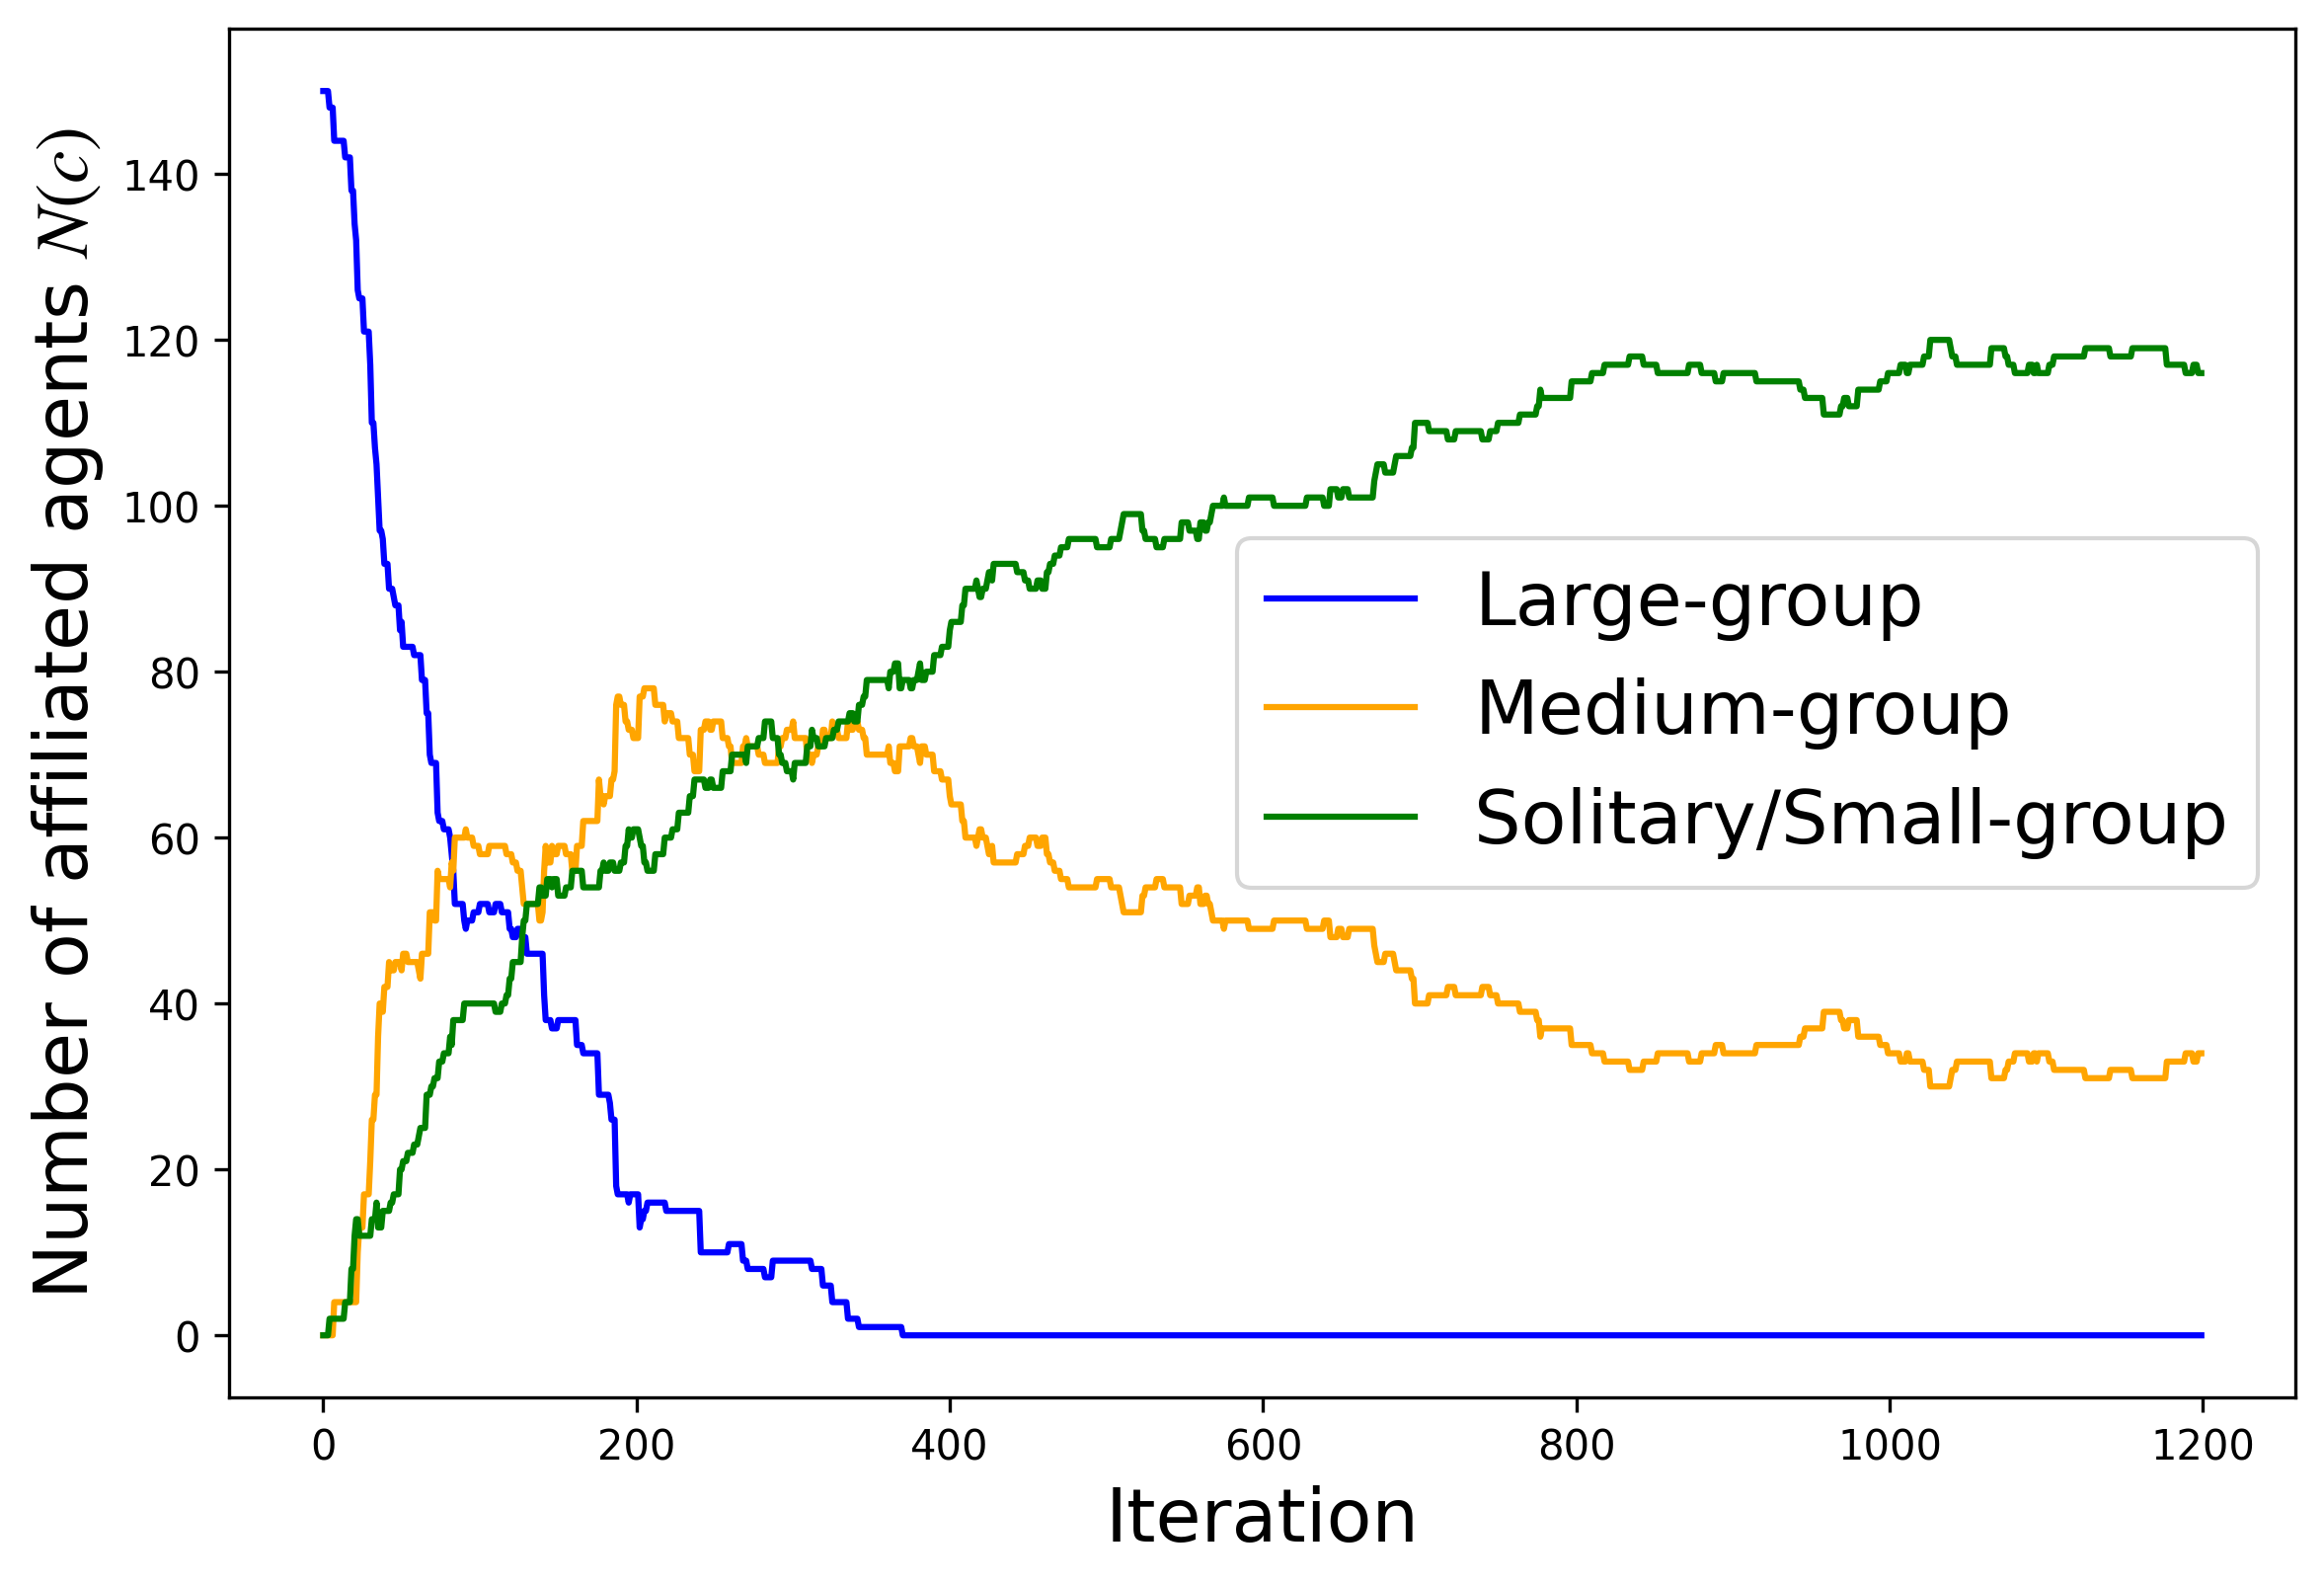 Number of affiliated agents N(c)
140
120
100
80
60
40
20
0
Large-group
Medium-group
Solitary/Small-group
0 200 400 600 800 1000 1200
Iteration